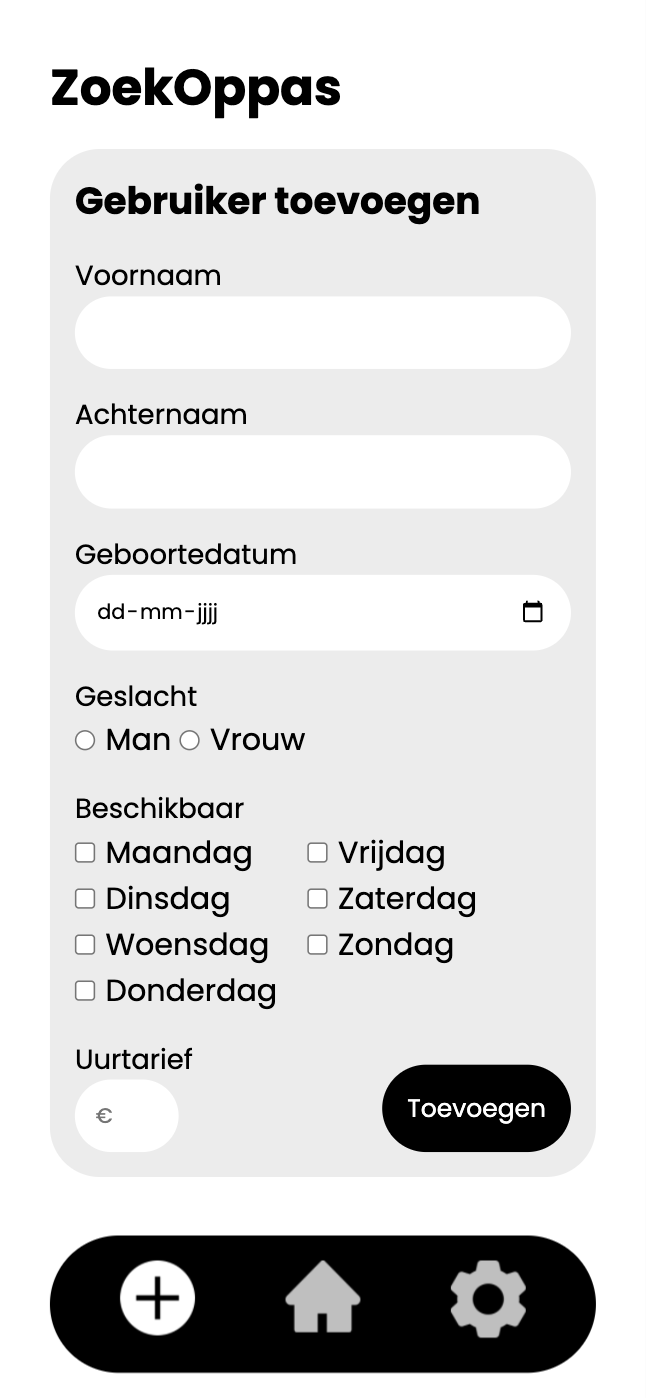 ZoekOppas
Gebruiker toevoegen
Voornaam
Achternaam
Geboortedatum
dd-mm-jjjj
Geslacht
Man Vrouw
Beschikbaar
Maandag Vrijdag
Dinsdag Zaterdag
Woensdag Zondag
Donderdag
Uurtarief
€ Toevoegen